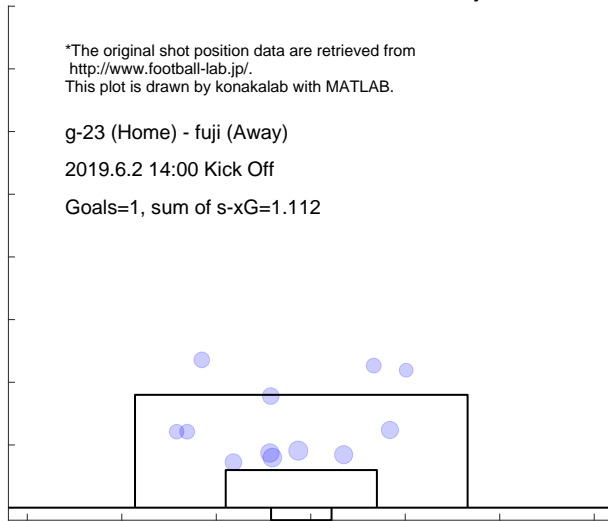 *The original shot position data are retrieved from
http://www.football-lab.jp/.
This plot is drawn by konakalab with MATLAB.
g-23 (Home) - fuji (Away)
2019.6.2 14:00 Kick Off
Goals=1, sum of s-xG=1.112